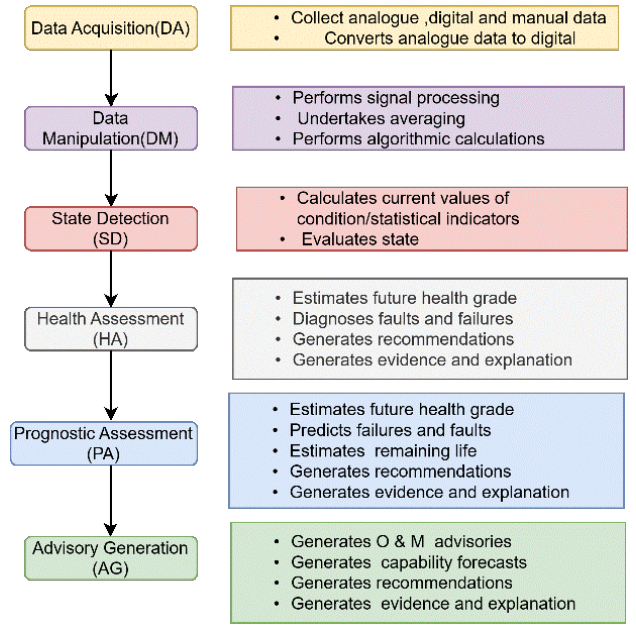 Data Acquisition(DA)
• Collect analogue ,digital and manual data
• Converts analogue data to digital
Data
Manipulation(DM)
• Performs signal processing
• Undertakes averaging
• Performs algorithmic calculations
State Detection
(SD)
• Calculates current values of
condition/statistical indicators
• Evaluates state
Health Assessment
(HA)
• Estimates future health grade
• Diagnoses faults and failures
• Generates recommendations
• Generates evidence and explanation
Prognostic Assessment
(PA)
• Estimates future health grade
• Predicts failures and faults
• Estimates remaining life
• Generates recommendations
• Generates evidence and explanation
Advisory Generation
(AG)
• Generates O & M advisories
• Generates capability forecasts
• Generates recommendations
• Generates evidence and explanation